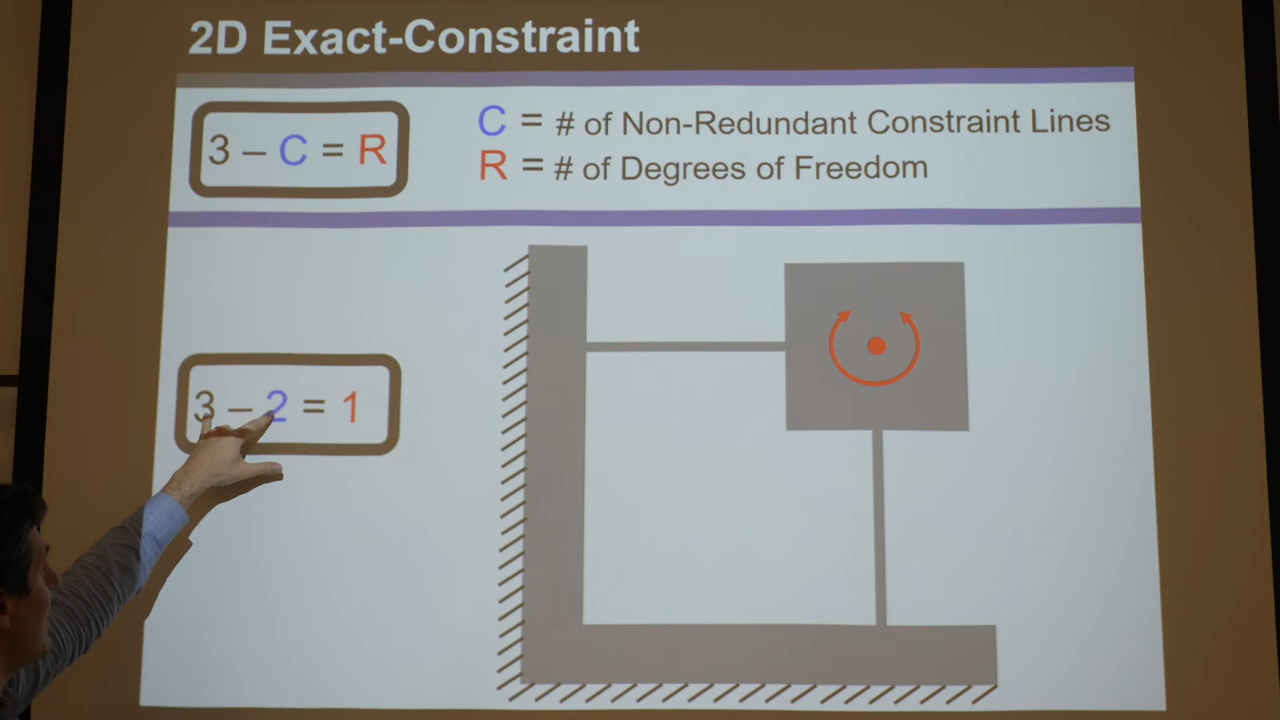 2D Exact-Constraint
3 – C = R
C = # of Non-Redundant Constraint Lines
R = # of Degrees of Freedom
3 – 2 = 1